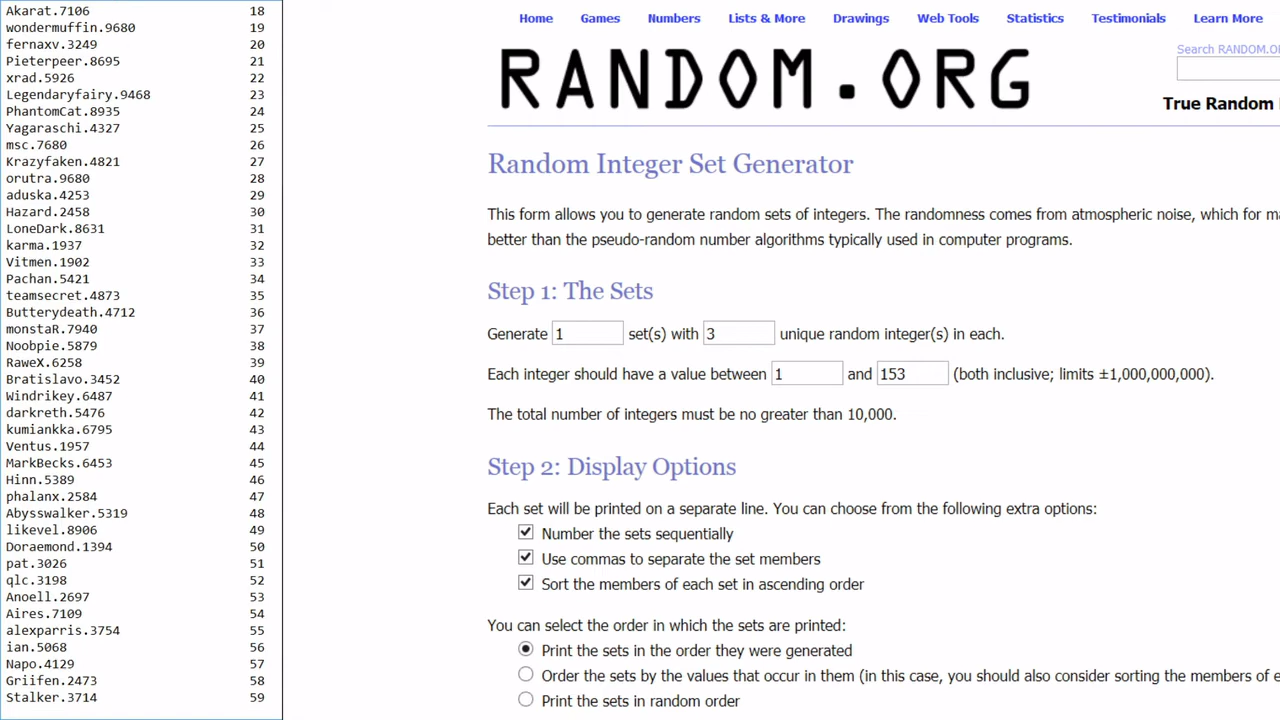 Akarat.7106 18
wondermuffin.9680 19
fernaxv.3249 20
Pieterpeer.8695 21
xrad.5926 22
Legendaryfairy.9468 23
PhantomCat.8935 24
Yagaraschi.4327 25
msc.7680 26
Krazyfaken.4821 27
orutra.9680 28
aduska.4253 29
Hazard.2458 30
LoneDark.8631 31
karma.1937 32
Vitmen.1902 33
Pachan.5421 34
teamsecret.4873 35
Butterydeath.4712 36
monstaR.7940 37
Noobpie.5879 38
RaweX.6258 39
Bratislavo.3452 40
Windrikey.6487 41
darkreth.5476 42
kumiankka.6795 43
Ventus.1957 44
MarkBecks.6453 45
Hinn.5389 46
phalanx.2584 47
Abysswalker.5319 48
likevel.8906 49
Doraemond.1394 50
pat.3026 51
qlc.3198 52
Anoell.2697 53
Aires.7109 54
alexparris.3754 55
ian.5068 56
Napo.4129 57
Griifen.2473 58
Stalker.3714 59
Home Games Numbers Lists & More Drawings Web Tools Statistics Testimonials Learn More
RANDOM.ORG
Search RANDOM.OR
True Random
Random Integer Set Generator
This form allows you to generate random sets of integers. The randomness comes from atmospheric noise, which for ma
better than the pseudo-random number algorithms typically used in computer programs.
Step 1: The Sets
Generate 1 set(s) with 3 unique random integer(s) in each.
Each integer should have a value between 1 and 153 (both inclusive; limits ±1,000,000,000).
The total number of integers must be no greater than 10,000.
Step 2: Display Options
Each set will be printed on a separate line. You can choose from the following extra options:
Number the sets sequentially
Use commas to separate the set members
Sort the members of each set in ascending order
You can select the order in which the sets are printed:
Print the sets in the order they were generated
Order the sets by the values that occur in them (in this case, you should also consider sorting the members of e
Print the sets in random order